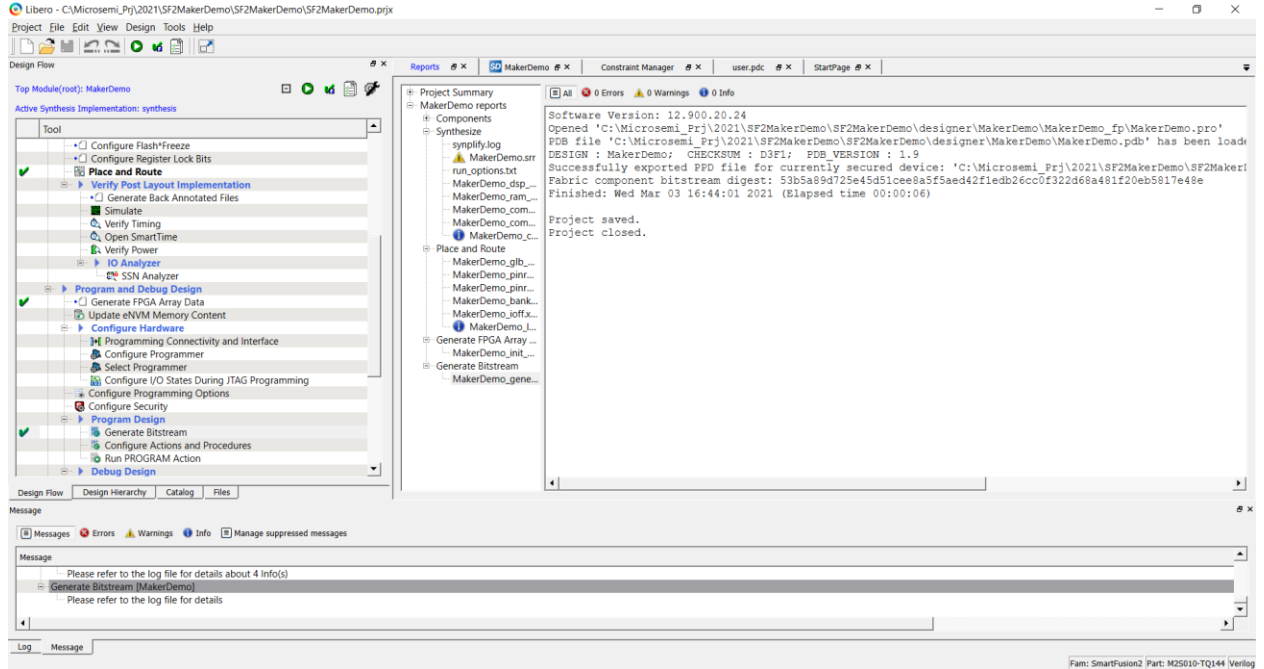 Libero - C:\Microsemi_Prj\2021\SF2MakerDemo\SF2MakerDemo\SF2MakerDemo.prjx
Project File Edit View Design Tools Help
Design Flow
Top Module(root): MakerDemo
Active Synthesis Implementation: synthesis
Tool
Configure Flash*Freeze
Configure Register Lock Bits
Place and Route
Verify Post Layout Implementation
Generate Back Annotated Files
Simulate
Verify Timing
Open SmartTime
Verify Power
IO Analyzer
SSN Analyzer
Program and Debug Design
Generate FPGA Array Data
Update eNVM Memory Content
Configure Hardware
Programming Connectivity and Interface
Configure Programmer
Select Programmer
Configure I/O States During JTAG Programming
Configure Programming Options
Configure Security
Program Design
Generate Bitstream
Configure Actions and Procedures
Run PROGRAM Action
Debug Design
Design Flow Design Hierarchy Catalog Files
Reports SD MakerDemo Constraint Manager user.pdc StartPage
Project Summary
MakerDemo reports
Components
Synthesize
synplify.log
MakerDemo.srr
run_options.txt
MakerDemo_dsp_...
MakerDemo_ram_...
MakerDemo_com...
MakerDemo_com...
MakerDemo_c...
Place and Route
MakerDemo_glb_...
MakerDemo_pinr...
MakerDemo_pinr...
MakerDemo_bank...
MakerDemo_ioff.x...
MakerDemo_l...
Generate FPGA Array ...
MakerDemo_init_...
Generate Bitstream
MakerDemo_gene...
All 0 Errors 0 Warnings 0 Info
Software Version: 12.900.20.24
Opened 'C:\Microsemi_Prj\2021\SF2MakerDemo\SF2MakerDemo\designer\MakerDemo\MakerDemo_fp\MakerDemo.pro'
PDB file 'C:\Microsemi_Prj\2021\SF2MakerDemo\SF2MakerDemo\designer\MakerDemo\MakerDemo.pdb' has been loade
DESIGN : MakerDemo; CHECKSUM : D3F1; PDB_VERSION : 1.9
Successfully exported PPD file for currently secured device: 'C:\Microsemi_Prj\2021\SF2MakerDemo\SF2MakerD
Fabric component bitstream digest: 53b5a89d725e45d51cee8a5f5aed42f1edb26cc0f322d68a481f20eb5817e48e
Finished: Wed Mar 03 16:44:01 2021 (Elapsed time 00:00:06)
Project saved.
Project closed.
Message
Messages Errors Warnings Info Manage suppressed messages
Message
Please refer to the log file for details about 4 Info(s)
Generate Bitstream [MakerDemo]
Please refer to the log file for details
Log Message
Fam: SmartFusion2 Part: M2S010-TQ144 Verilog